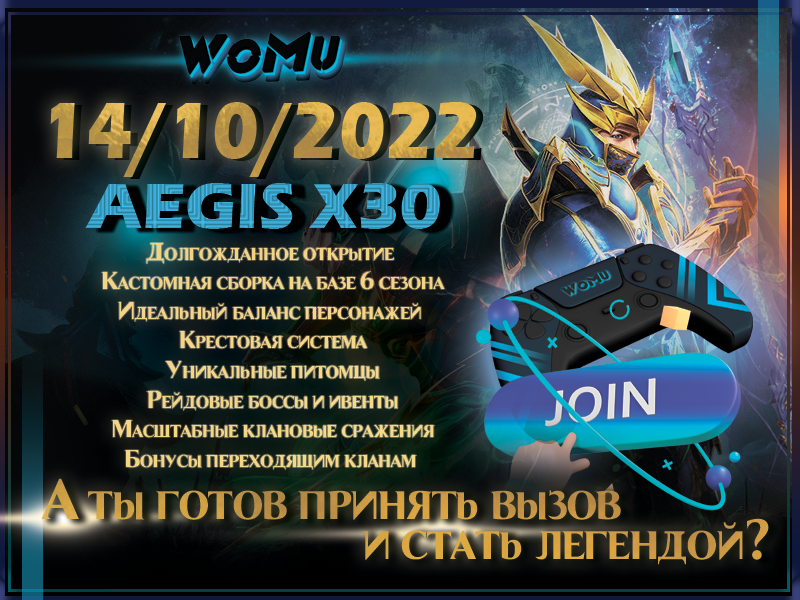 WoMU
14/10/2022
AEGIS X30
Долгожданное открытие
Кастомная сборка на базе 6 сезона
Идеальный баланс персонажей
Крестовая система
Уникальные питомцы
Рейдовые боссы и ивенты
Масштабные клановые сражения
Бонусы переходящим кланам
WoMU
JOIN
А ты готов принять вызов
и стать легендой?